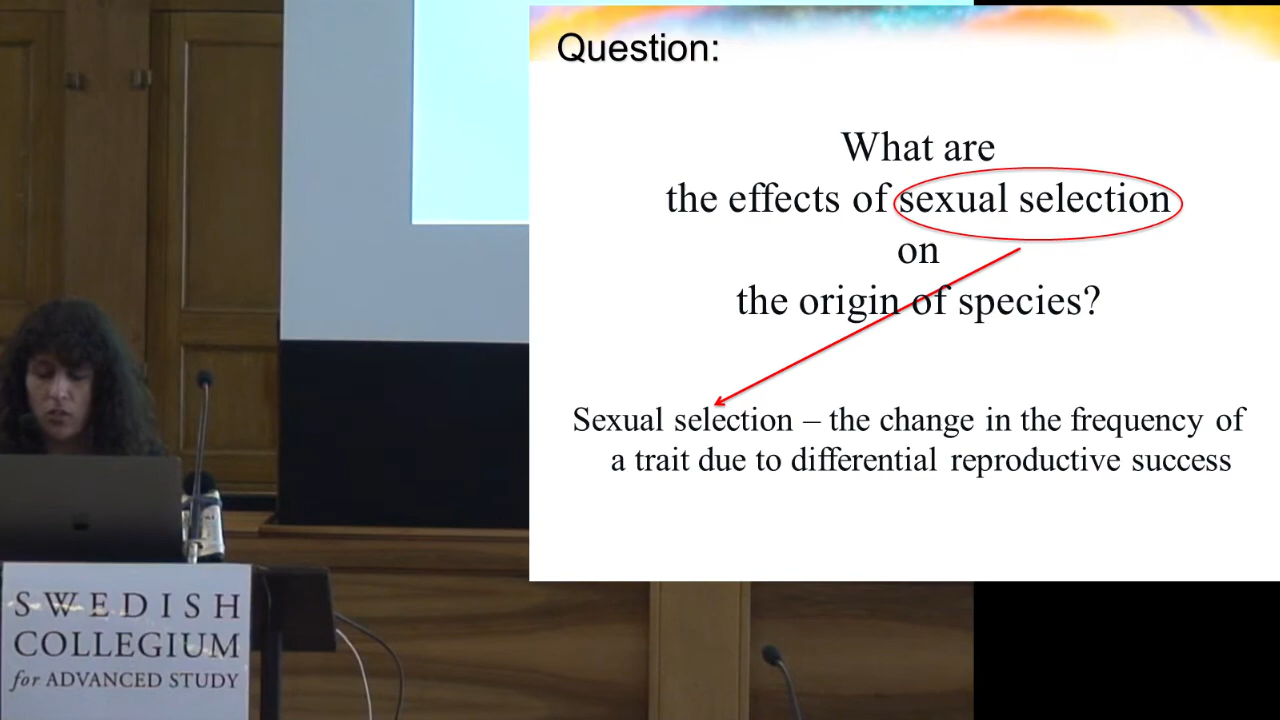 Question:
What are
the effects of sexual selection
on
the origin of species?
Sexual selection – the change in the frequency of
a trait due to differential reproductive success
SWEDISH
COLLEGIUM
for ADVANCED STUDY